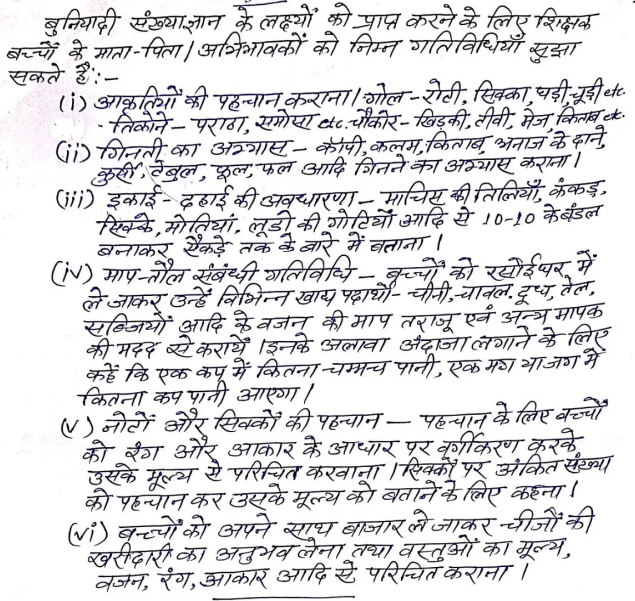 बुनियादी संख्याज्ञान के लक्ष्यों को प्राप्त करने के लिए शिक्षक
बच्चों के माता-पिता/अभिभावकों को निम्न गतिविधियाँ सुझा
सकते हैं:-
(i) आकृतियों की पहचान कराना। गोल-रोटी, सिक्का, घड़ी, चूड़ी etc.
तिकोने - पराठा, समोसा etc. चौकोर - खिड़की, टीवी, मेज, किताब etc.
(ii) गिनती का अभ्यास - कॉपी, कलम, किताब, अनाज के दाने,
कुर्सी, टेबुल, फूल, फल आदि गिनने का अभ्यास कराना।
(iii) इकाई-दहाई की अवधारणा - माचिस की तिलियाँ, कंकड़,
सिक्के, मोतियां, लूडो की गोटियों आदि से 10-10 के बंडल
बनाकर सैंकड़े तक के बारे में बताना।
(iv) माप-तौल संबंधी गतिविधि - बच्चों को रसोईघर में
ले जाकर उन्हें विभिन्न खाद्य पदार्थों - चीनी, चावल, दूध, तेल,
सब्जियों आदि के वजन की माप तराजू एवं अन्य मापक
की मदद से करायें। इनके अलावा अंदाजा लगाने के लिए
कहें कि एक कप में कितना चम्मच पानी, एक मग या जग में
कितना कप पानी आएगा।
(v) नोटों और सिक्कों की पहचान - पहचान के लिए बच्चों
को रंग और आकार के आधार पर वर्गीकरण करके
उसके मूल्य से परिचित करवाना। सिक्कों पर अंकित संख्या
को पहचान कर उसके मूल्य को बताने के लिए कहना।
(vi) बच्चों को अपने साथ बाजार ले जाकर चीजों की
खरीदारी का अनुभव लेना तथा वस्तुओं का मूल्य,
वजन, रंग, आकार आदि से परिचित कराना।